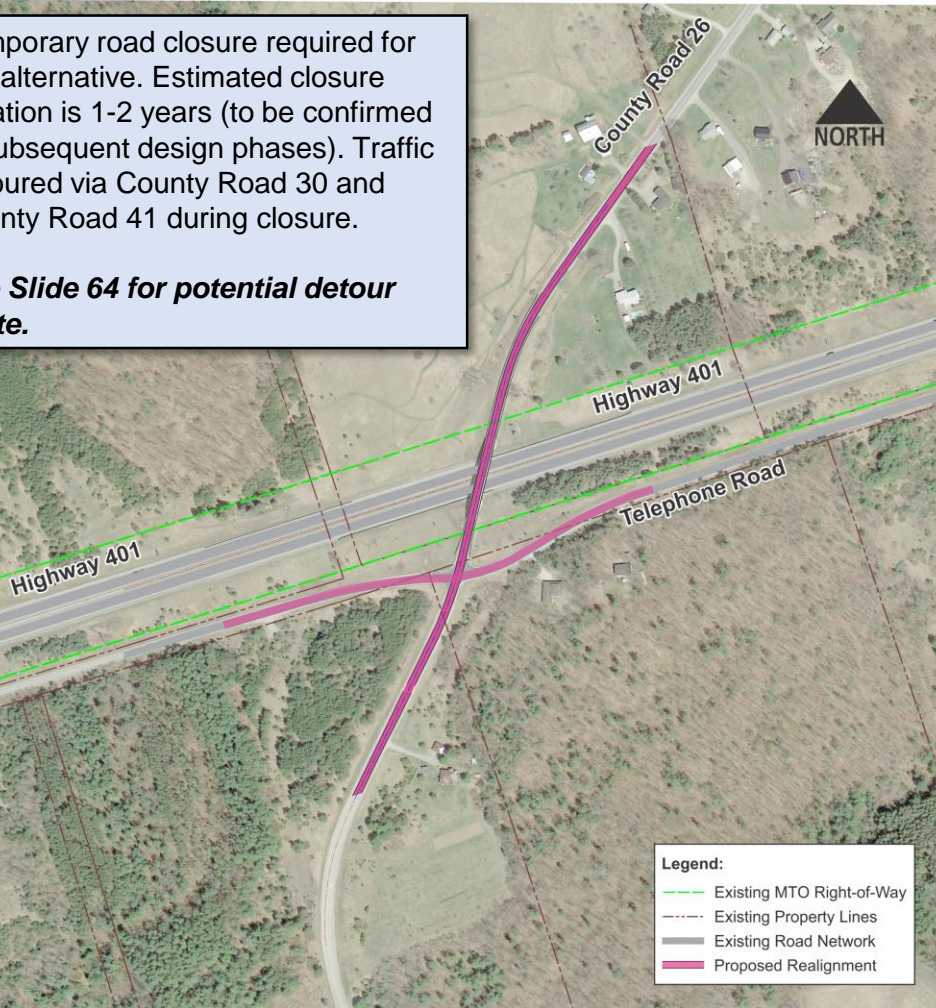 mporary road closure required for
alternative. Estimated closure
ation is 1-2 years (to be confirmed
ubsequent design phases). Traffic
oured via County Road 30 and
nty Road 41 during closure.
Slide 64 for potential detour
te.
County Road 26
NORTH
Highway 401
Highway 401
Telephone Road
Legend:
Existing MTO Right-of-Way
Existing Property Lines
Existing Road Network
Proposed Realignment